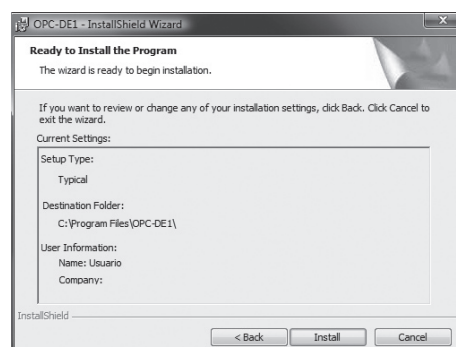 OPC-DE1 - InstallShield Wizard
Ready to Install the Program
The wizard is ready to begin installation.
If you want to review or change any of your installation settings, click Back. Click Cancel to
exit the wizard.
Current Settings:
Setup Type:
Typical
Destination Folder:
C:\Program Files\OPC-DE1\
User Information:
Name: Usuario
Company:
InstallShield
< Back Install Cancel